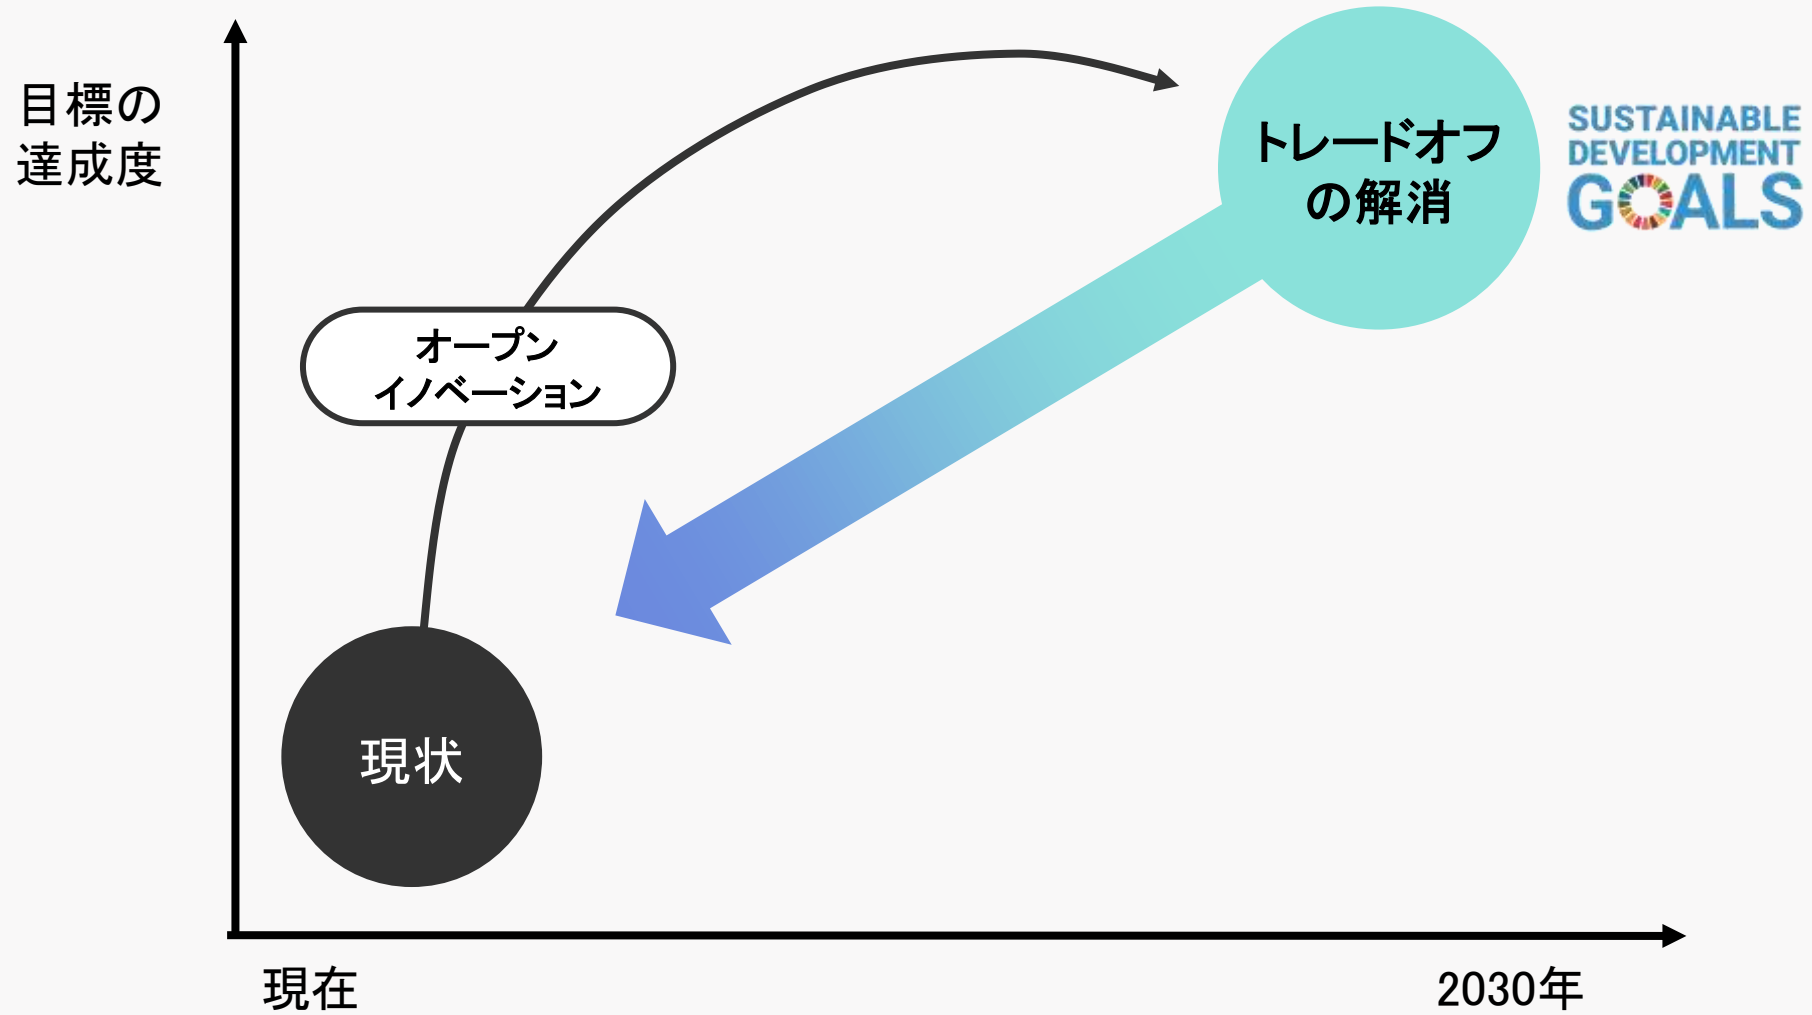 目標の
達成度
トレードオフ
の解消
SUSTAINABLE
DEVELOPMENT
GOALS
オープン
イノベーション
現状
現在
2030年